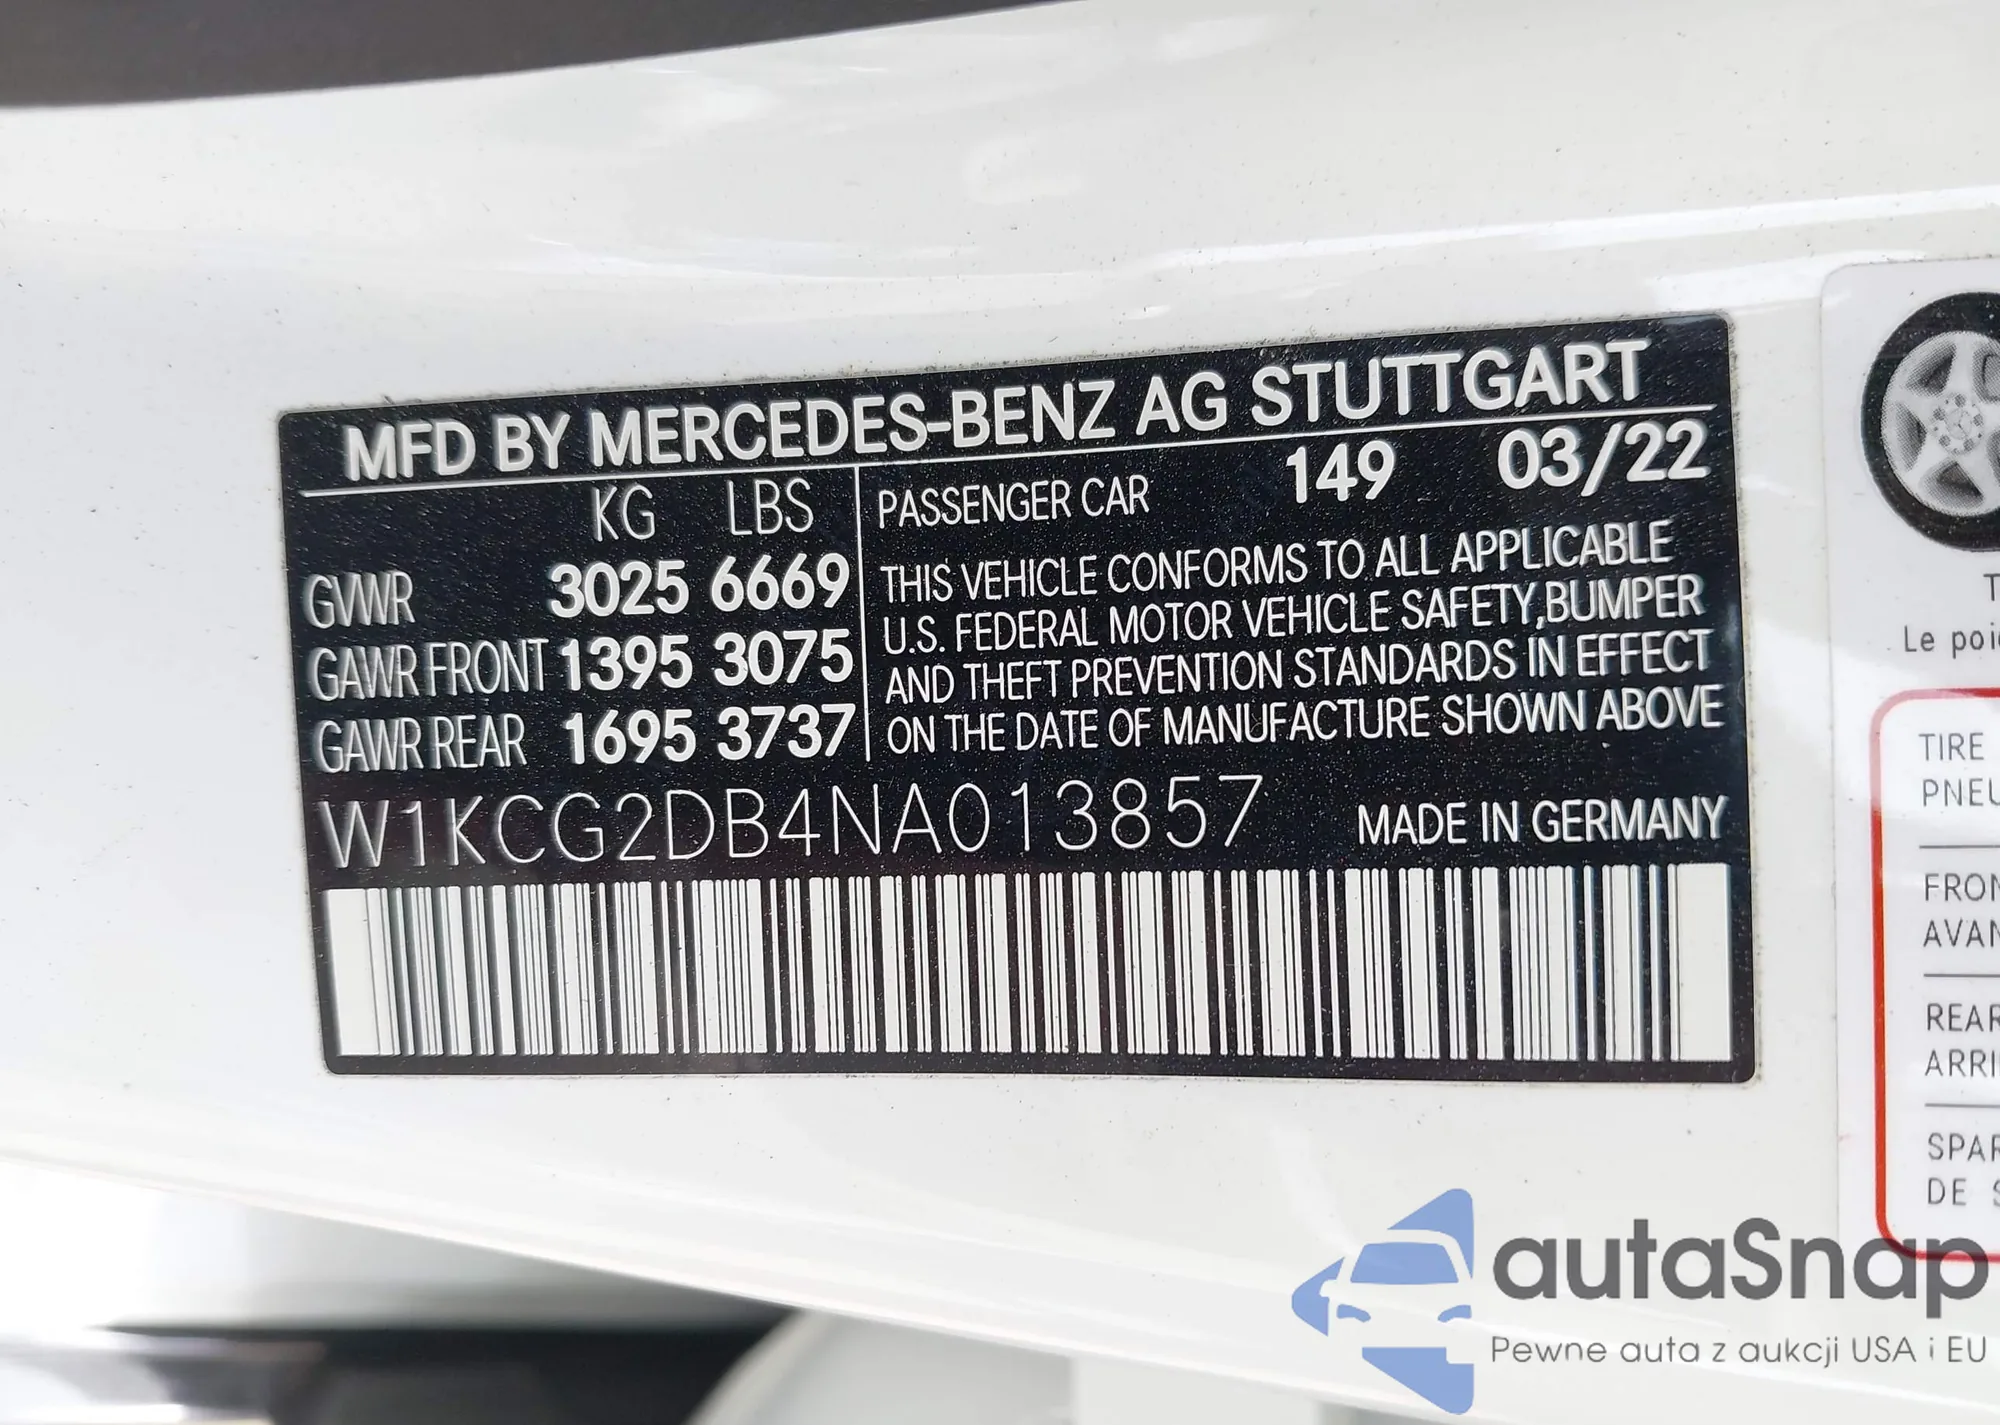 MFD BY MERCEDES-BENZ AG STUTTGART
KG LBS
GVWR 3025 6669
GAWR FRONT 1395 3075
GAWR REAR 1695 3737
PASSENGER CAR 149 03/22
THIS VEHICLE CONFORMS TO ALL APPLICABLE
U.S. FEDERAL MOTOR VEHICLE SAFETY,BUMPER
AND THEFT PREVENTION STANDARDS IN EFFECT
ON THE DATE OF MANUFACTURE SHOWN ABOVE
W1KCG2DB4NA013857 MADE IN GERMANY
Le
TIRE
REAR
DE
autaSnap
Pewne auta z aukcji USA i EU